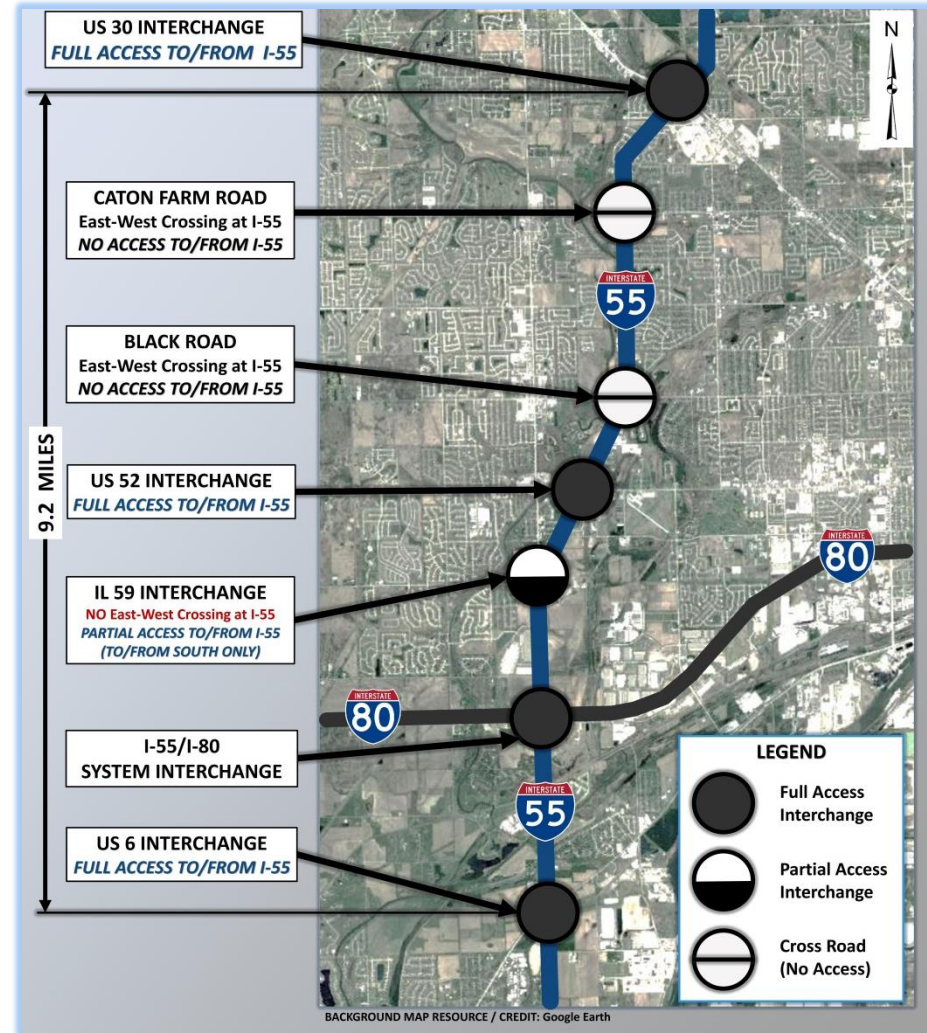 US 30 INTERCHANGE
FULL ACCESS TO/FROM I-55
N
CATON FARM ROAD
East-West Crossing at I-55
NO ACCESS TO/FROM I-55
INTERSTATE
55
BLACK ROAD
East-West Crossing at I-55
NO ACCESS TO/FROM I-55
9.2 MILES
US 52 INTERCHANGE
FULL ACCESS TO/FROM I-55
INTERSTATE
80
IL 59 INTERCHANGE
NO East-West Crossing at I-55
PARTIAL ACCESS TO/FROM I-55
(TO/FROM SOUTH ONLY)
INTERSTATE
80
I-55/I-80
SYSTEM INTERCHANGE
INTERSTATE
55
US 6 INTERCHANGE
FULL ACCESS TO/FROM I-55
LEGEND
Full Access
Interchange
Partial Access
Interchange
Cross Road
(No Access)
BACKGROUND MAP RESOURCE / CREDIT: Google Earth